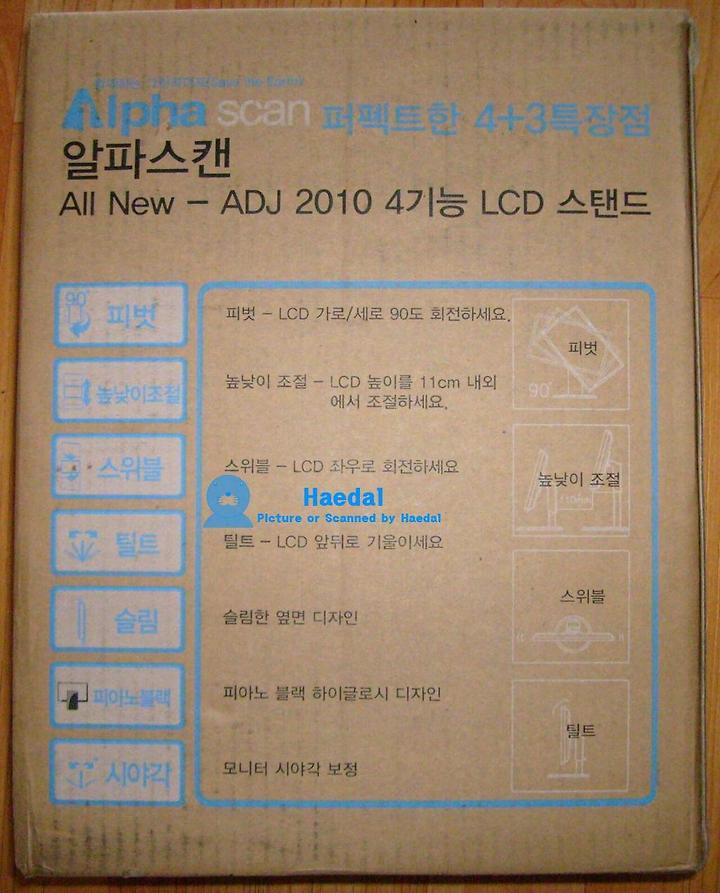 Alpha scan 퍼펙트한 4+3특장점
알파스캔
All New - ADJ 2010 4기능 LCD 스탠드
90°
피벗
피벗 - LCD 가로/세로 90도 회전하세요.
피벗
90°
높낮이조절
높낮이 조절 - LCD 높이를 11cm 내외
에서 조절하세요.
높낮이 조절
110mm
스위블
스위블 - LCD 좌우로 회전하세요
Haedal
Picture or Scanned by Haedal
틸트
틸트 - LCD 앞뒤로 기울이세요
스위블
슬림
슬림한 옆면 디자인
피아노블랙
피아노 블랙 하이글로시 디자인
틸트
시야각
모니터 시야각 보정